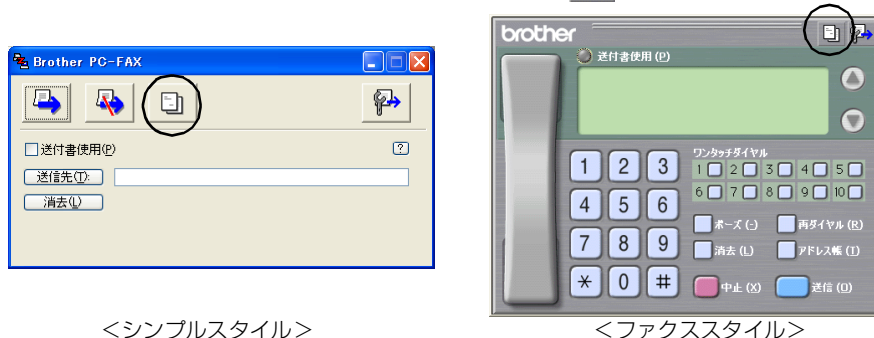 Brother PC-FAX
送付書使用(P)
?
送信先(T):
消去(L)
<シンプルスタイル>
brother
送付書使用 (P)
ワンタッチダイヤル
1 2 3 4 5
6 7 8 9 10
1 2 3
4 5 6
7 8 9
* 0 #
ポーズ (-) 再ダイヤル (R)
消去 (L) アドレス帳 (I)
中止 (X) 送信 (O)
<ファクススタイル>